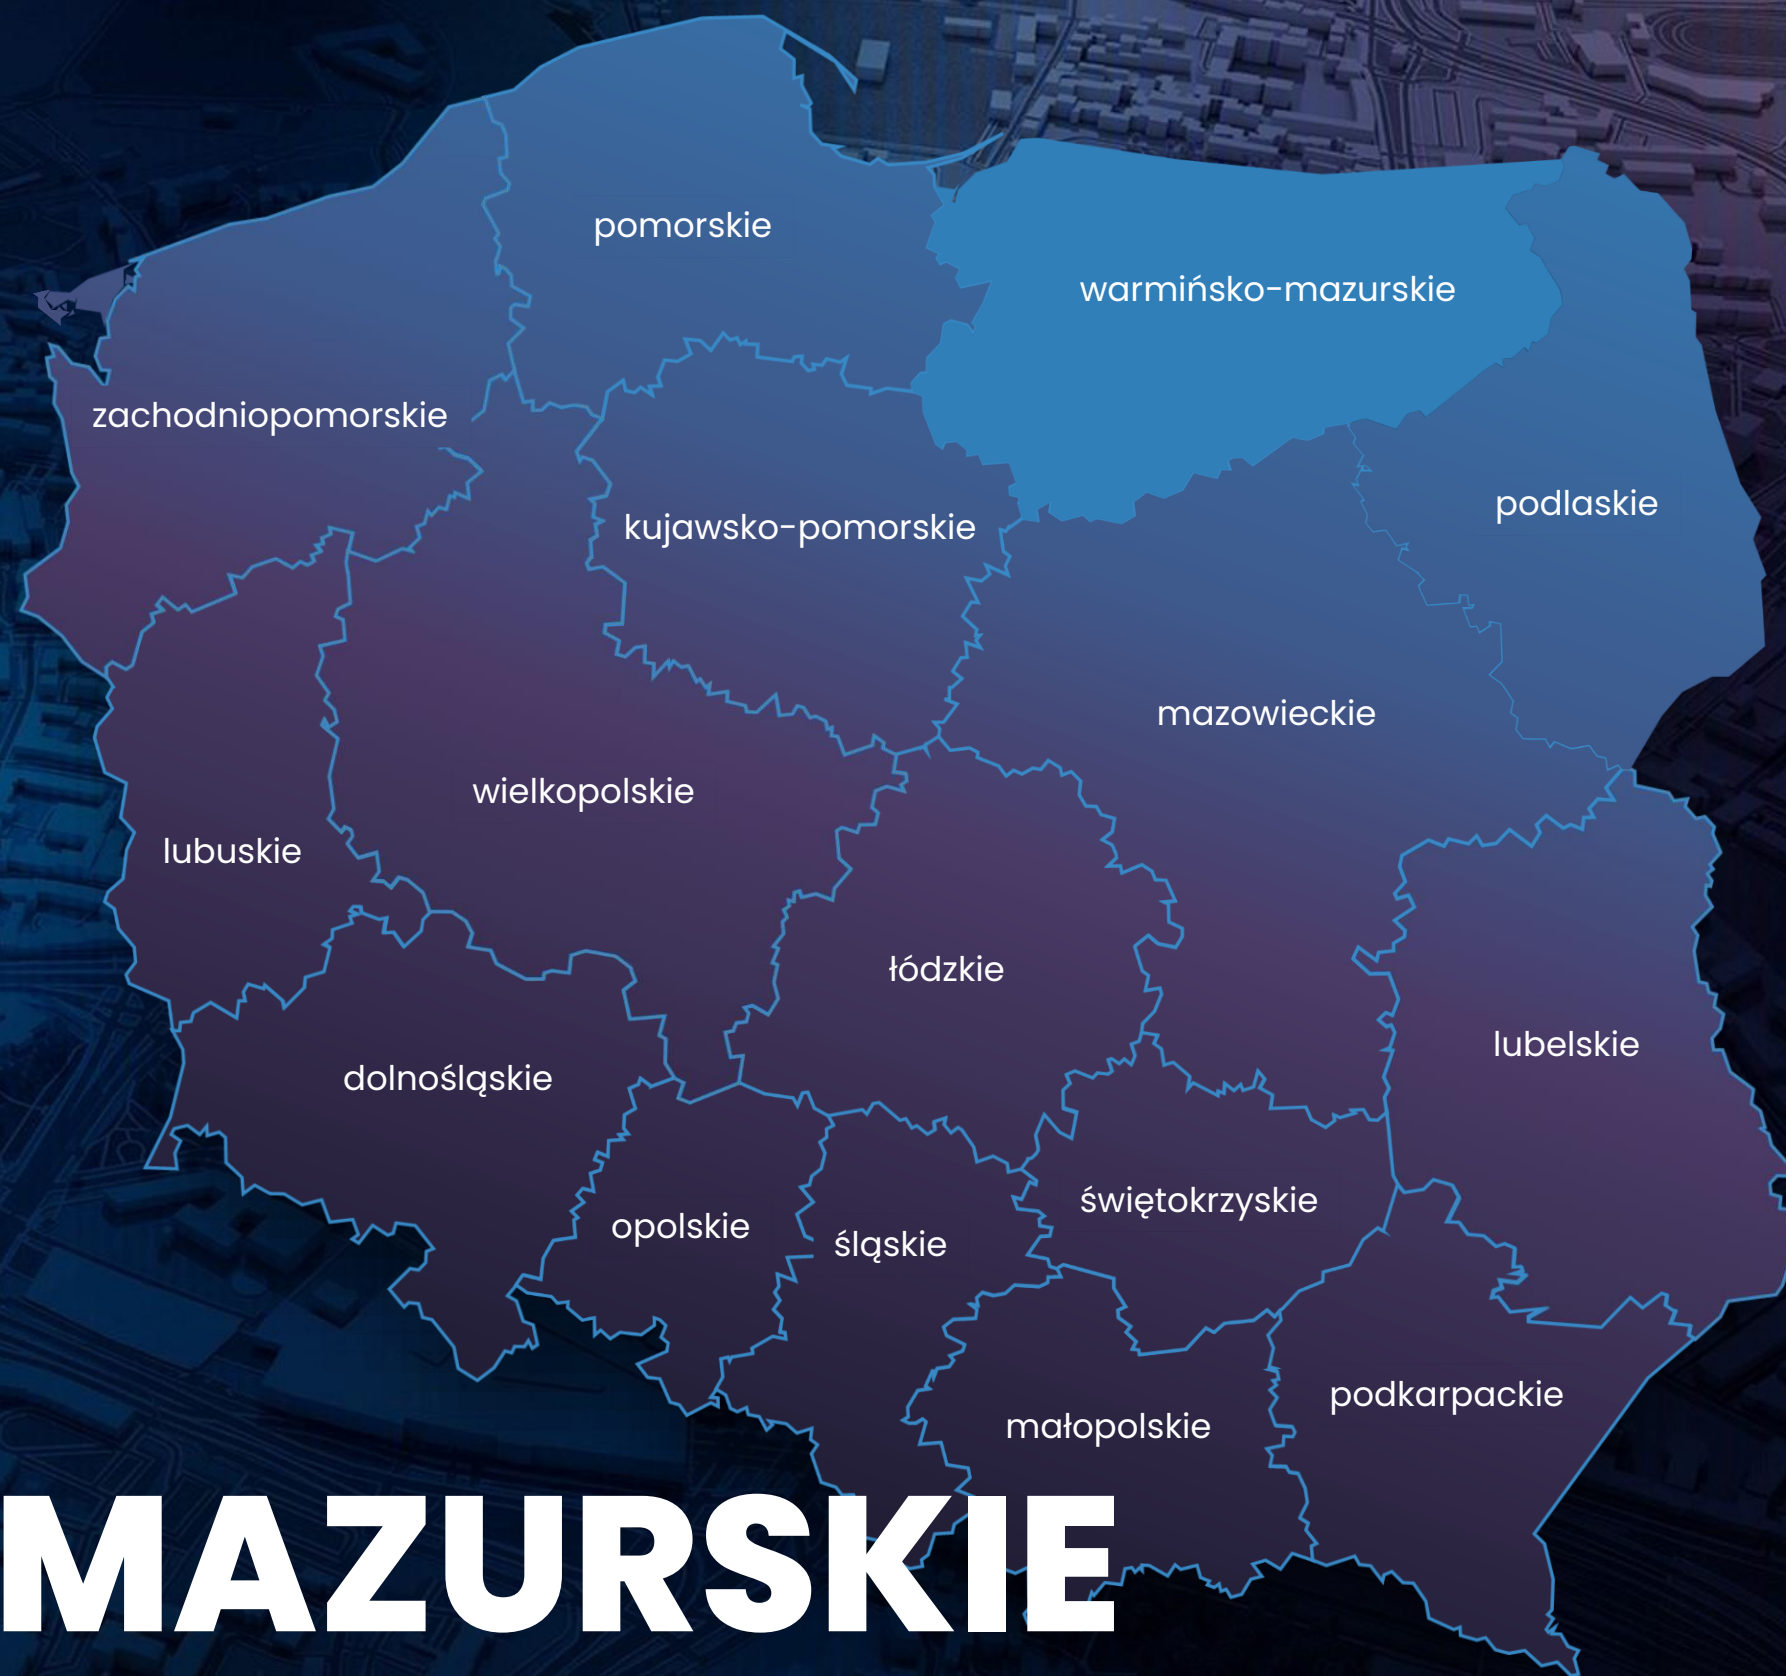 pomorskie
warmińsko-mazurskie
zachodniopomorskie
podlaskie
kujawsko-pomorskie
mazowieckie
wielkopolskie
lubuskie
łódzkie
lubelskie
dolnośląskie
świętokrzyskie
opolskie
śląskie
podkarpackie
małopolskie
MAZURSKIE